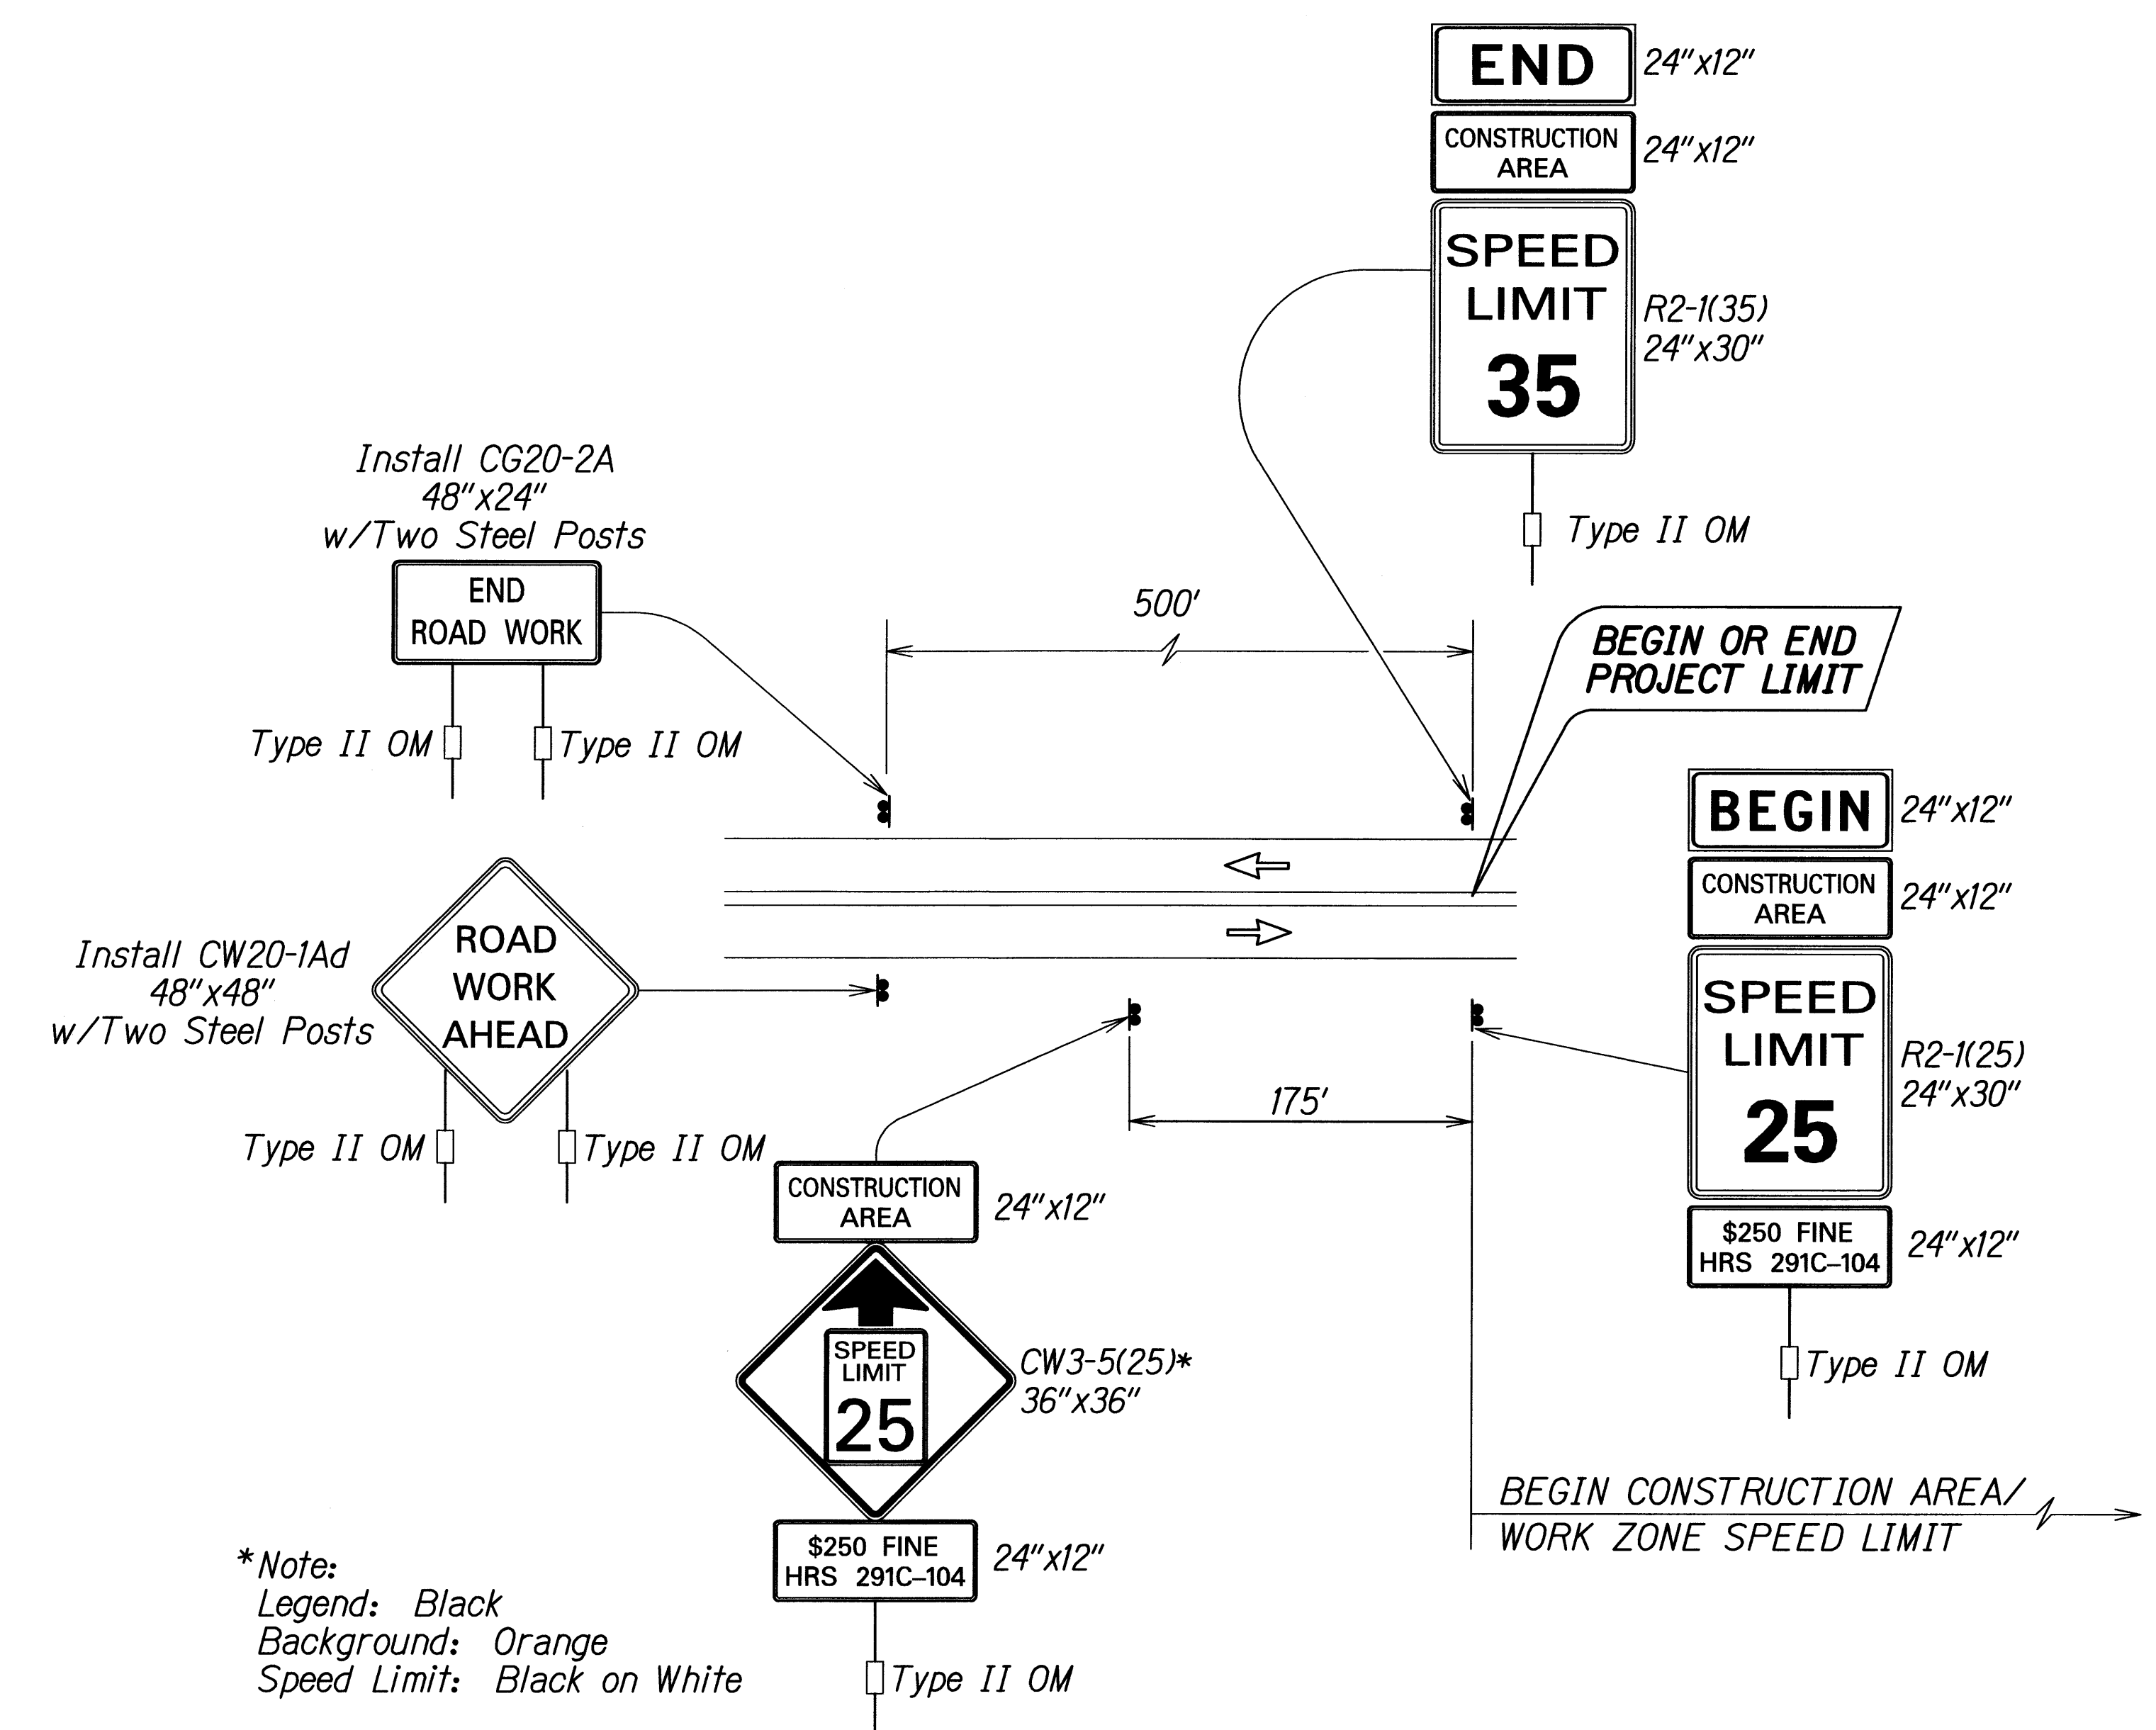 END
24"x12"
CONSTRUCTION
AREA
24"x12"
SPEED
LIMIT
35
R2-1(35)
24"x30"
Type II OM
Install CG20-2A
48"x24"
w/Two Steel Posts
END
ROAD WORK
Type II OM
Type II OM
500'
BEGIN OR END
PROJECT LIMIT
BEGIN
24"x12"
CONSTRUCTION
AREA
24"x12"
SPEED
LIMIT
25
R2-1(25)
24"x30"
$250 FINE
HRS 291C-104
24"x12"
Type II OM
Install CW20-1Ad
48"x48"
w/Two Steel Posts
ROAD
WORK
AHEAD
Type II OM
Type II OM
175'
CONSTRUCTION
AREA
24"x12"
SPEED
LIMIT
25
CW3-5(25)*
36"x36"
$250 FINE
HRS 291C-104
24"x12"
Type II OM
BEGIN CONSTRUCTION AREA/
WORK ZONE SPEED LIMIT
*Note:
Legend: Black
Background: Orange
Speed Limit: Black on White